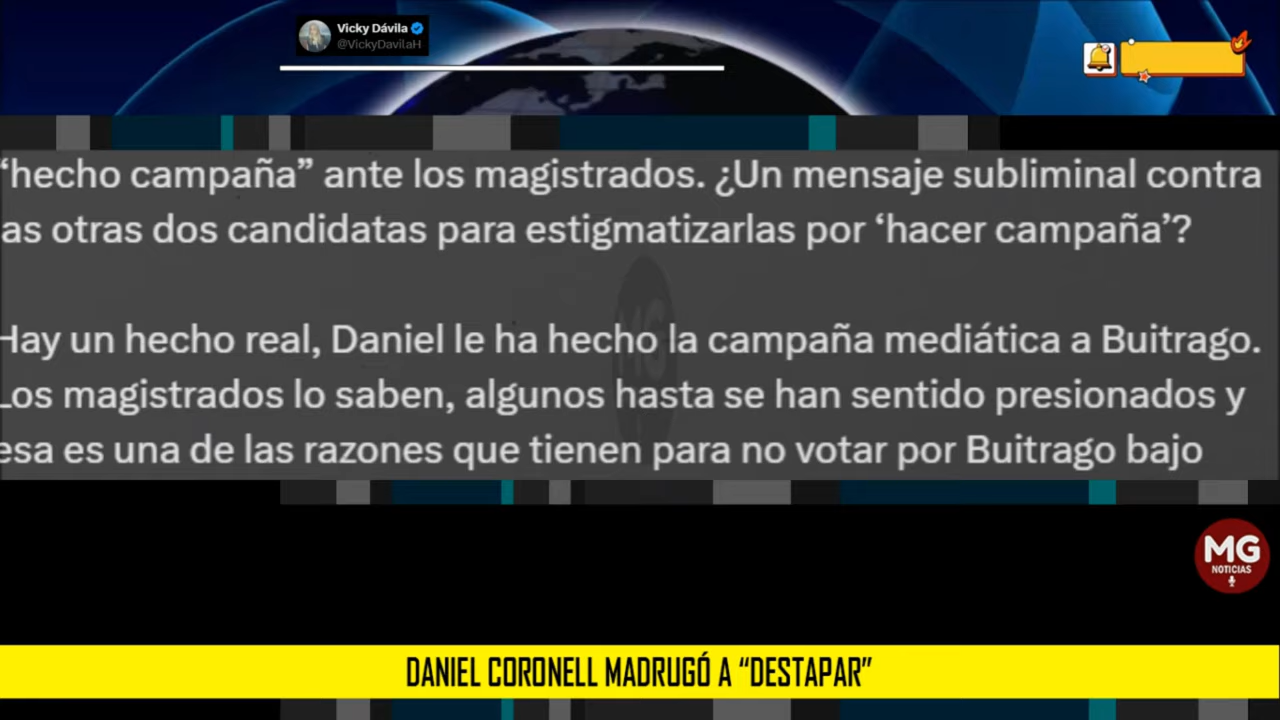 Vicky Dávila
@VickyDavilaH
“hecho campaña” ante los magistrados. ¿Un mensaje subliminal contra
as otras dos candidatas para estigmatizarlas por ‘hacer campaña’?
Hay un hecho real, Daniel le ha hecho la campaña mediática a Buitrago.
Los magistrados lo saben, algunos hasta se han sentido presionados y
esa es una de las razones que tienen para no votar por Buitrago bajo
MG
MG
NOTICIAS
DANIEL CORONELL MADRUGÓ A “DESTAPAR”